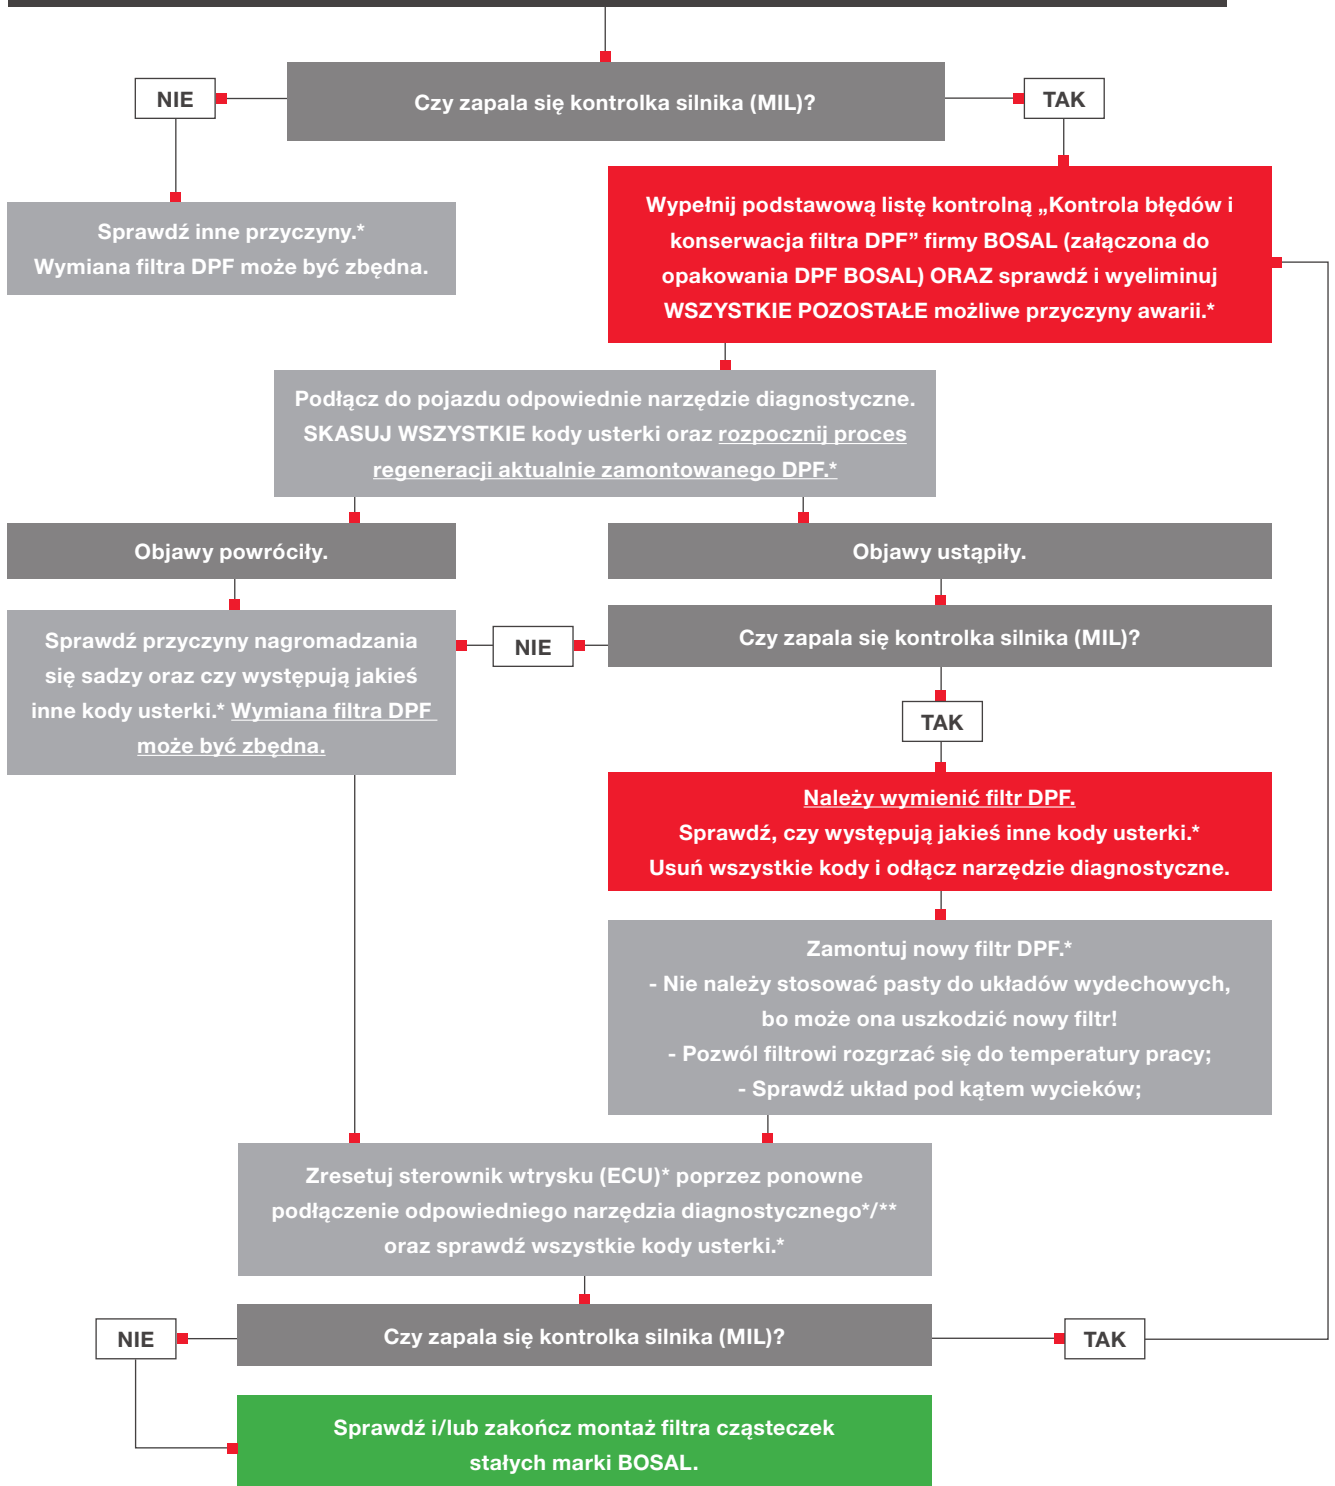 Czy zapala się kontrolka silnika (MIL)?
NIE
TAK
Sprawdź inne przyczyny.*
Wymiana filtra DPF może być zbędna.
Wypełnij podstawową listę kontrolną „Kontrola błędów i
konserwacja filtra DPF” firmy BOSAL (załączona do
opakowania DPF BOSAL) ORAZ sprawdź i wyeliminuj
WSZYSTKIE POZOSTAŁE możliwe przyczyny awarii.*
Podłącz do pojazdu odpowiednie narzędzie diagnostyczne.
SKASUJ WSZYSTKIE kody usterki oraz rozpocznij proces
regeneracji aktualnie zamontowanego DPF.*
Objawy powróciły.
Objawy ustąpiły.
Sprawdź przyczyny nagromadzania
się sadzy oraz czy występują jakieś
inne kody usterki.* Wymiana filtra DPF
może być zbędna.
NIE
Czy zapala się kontrolka silnika (MIL)?
TAK
Należy wymienić filtr DPF.
Sprawdź, czy występują jakieś inne kody usterki.*
Usuń wszystkie kody i odłącz narzędzie diagnostyczne.
Zamontuj nowy filtr DPF.*
- Nie należy stosować pasty do układów wydechowych,
bo może ona uszkodzić nowy filtr!
- Pozwól filtrowi rozgrzać się do temperatury pracy;
- Sprawdź układ pod kątem wycieków;
Zresetuj sterownik wtrysku (ECU)* poprzez ponowne
podłączenie odpowiedniego narzędzia diagnostycznego*/**
oraz sprawdź wszystkie kody usterki.*
NIE
Czy zapala się kontrolka silnika (MIL)?
TAK
Sprawdź i/lub zakończ montaż filtra cząsteczek
stałych marki BOSAL.